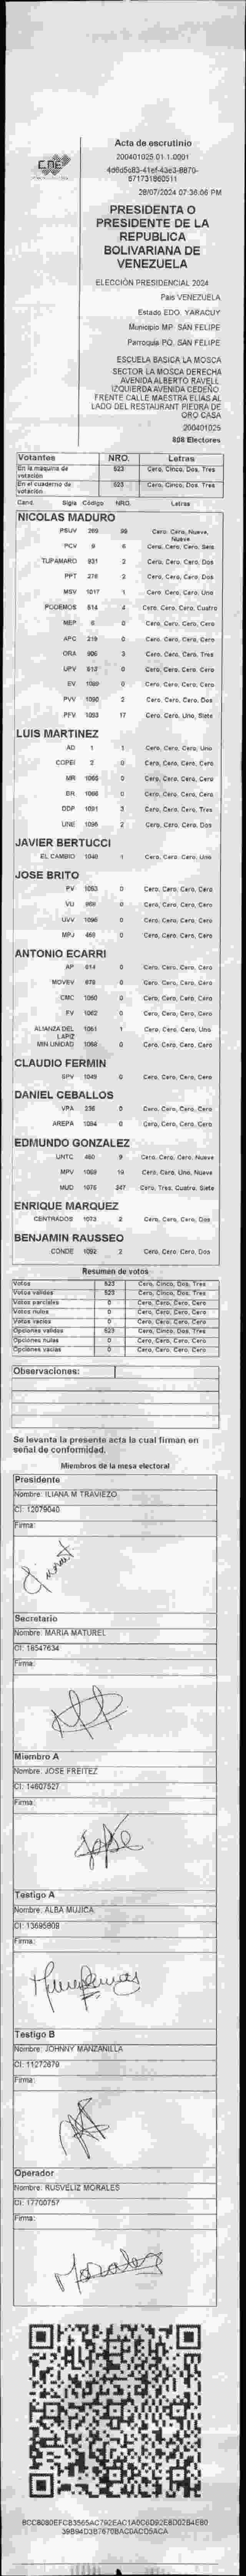 Acta de escrutinio
200401025.01.1.0001
28/07/2024 07:36:06 PM
CNE
PRESIDENTA O
PRESIDENTE DE LA
REPUBLICA
BOLIVARIANA DE
VENEZUELA
ELECCIÓN PRESIDENCIAL 2024
País VENEZUELA
Estado EDO. YARACUY
Municipio MP. SAN FELIPE
Parroquia PQ. SAN FELIPE
ESCUELA BASICA LA MOSCA
SECTOR LA MOSCA DERECHA
AVENIDA ALBERTO RAVELL
IZQUIERDA AVENIDA CEDEÑO
FRENTE CALLE MAESTRA ELIAS AL
LADO DEL RESTAURANT PIEDRA DE
ORO CASA
200401025
808 Electores
Votantes NRO. Letras
En la máquina de votación 523 Cero, Cinco, Dos, Tres
En el cuaderno de votación 523 Cero, Cinco, Dos, Tres
Cand. Sigla Código NRO. Letras
NICOLAS MADURO
PSUV 269 99 Cero, Cero, Nueve, Nueve
PCV 9 6 Cero, Cero, Cero, Seis
TUPAMARO 931 2 Cero, Cero, Cero, Dos
PPT 276 2 Cero, Cero, Cero, Dos
MSV 1017 1 Cero, Cero, Cero, Uno
PODEMOS 514 4 Cero, Cero, Cero, Cuatro
MEP 6 0 Cero, Cero, Cero, Cero
APC 219 0 Cero, Cero, Cero, Cero
ORA 906 3 Cero, Cero, Cero, Tres
UPV 513 0 Cero, Cero, Cero, Cero
EV 1089 0 Cero, Cero, Cero, Cero
PVV 1090 2 Cero, Cero, Cero, Dos
PFV 1093 17 Cero, Cero, Uno, Siete
LUIS MARTINEZ
AD 1 1 Cero, Cero, Cero, Uno
COPEI 2 0 Cero, Cero, Cero, Cero
MR 1065 0 Cero, Cero, Cero, Cero
BR 1066 0 Cero, Cero, Cero, Cero
DDP 1091 3 Cero, Cero, Cero, Tres
UNE 1096 2 Cero, Cero, Cero, Dos
JAVIER BERTUCCI
EL CAMBIO 1048 1 Cero, Cero, Cero, Uno
JOSE BRITO
PV 1053 0 Cero, Cero, Cero, Cero
VU 969 0 Cero, Cero, Cero, Cero
UVV 1095 0 Cero, Cero, Cero, Cero
MPJ 469 0 Cero, Cero, Cero, Cero
ANTONIO ECARRI
AP 614 0 Cero, Cero, Cero, Cero
MOVEV 979 0 Cero, Cero, Cero, Cero
CMC 1050 0 Cero, Cero, Cero, Cero
FV 1062 0 Cero, Cero, Cero, Cero
ALIANZA DEL LAPIZ 1061 1 Cero, Cero, Cero, Uno
MIN UNIDAD 1068 0 Cero, Cero, Cero, Cero
CLAUDIO FERMIN
SPV 1049 0 Cero, Cero, Cero, Cero
DANIEL CEBALLOS
VPA 236 0 Cero, Cero, Cero, Cero
AREPA 1094 0 Cero, Cero, Cero, Cero
EDMUNDO GONZALEZ
UNTC 460 9 Cero, Cero, Cero, Nueve
MPV 1069 19 Cero, Cero, Uno, Nueve
MUD 1076 347 Cero, Tres, Cuatro, Siete
ENRIQUE MARQUEZ
CENTRADOS 1073 2 Cero, Cero, Cero, Dos
BENJAMIN RAUSSEO
CONDE 1092 2 Cero, Cero, Cero, Dos
Resumen de votos
Votos 523 Cero, Cinco, Dos, Tres
Votos válidos 523 Cero, Cinco, Dos, Tres
Votos parciales 0 Cero, Cero, Cero, Cero
Votos nulos 0 Cero, Cero, Cero, Cero
Votos vacíos 0 Cero, Cero, Cero, Cero
Opciones validas 523 Cero, Cinco, Dos, Tres
Opciones nulas 0 Cero, Cero, Cero, Cero
Opciones vacías 0 Cero, Cero, Cero, Cero
Observaciones:
Se levanta la presente acta la cual firman en
señal de conformidad.
Miembros de la mesa electoral
Presidente
Nombre: ILIANA M TRAVIEZO
CI: 12079040
Firma:
Secretario
Nombre: MARIA MATUREL
CI: 18547634
Firma:
Miembro A
Nombre: JOSE FREITEZ
CI: 14607527
Firma:
José
Testigo A
Nombre: ALBA MUJICA
CI: 13695909
Firma:
Testigo B
Nombre: JOHNNY MANZANILLA
CI: 11272679
Firma:
Operador
Nombre: RUSVELIZ MORALES
CI: 17700757
Firma:
Morales